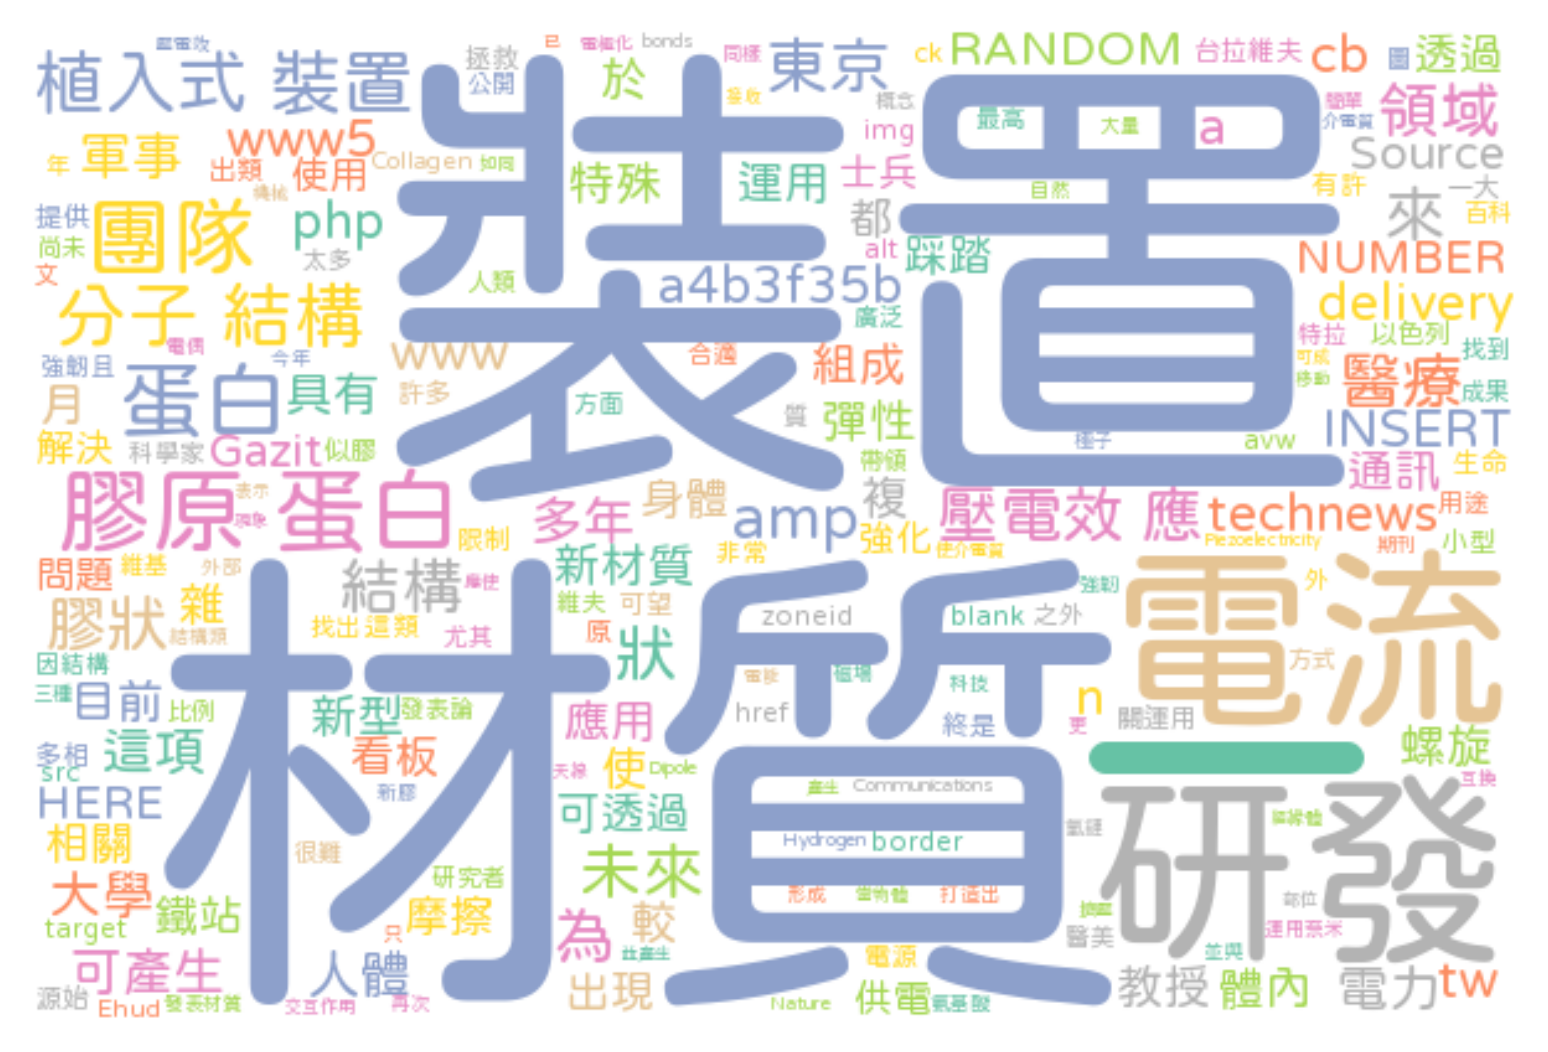 壓電效 拯救 已 電極化 bonds 同樣 東京 ck RANDOM 台拉維夫 cb 圖 透過
植入式 裝置 公開 於 接收 概念 最高 大量 a 簡單 介電質 領域
年 軍事 www5 出類 使用 Collagen 如同 機械 特殊 運用 士兵 img 自然 有許 Source 一大
提供 團隊 php 太多 都 alt 踩踏 來 百科
尚未 文 人類 a4b3f35b NUMBER
裝置
分子 結構 廣泛 delivery
電偶 今年 www 合適 組成 特拉 以色列 找到
強韌且 蛋白 具有 許多 方面 質 彈性 可成 移動 醫療 成果
月 解決 科學家 Gazit 似膠 帶領 種子 avw INSERT
膠原 蛋白 表示 現象 限制 多年 身體 amp 複 強化 壓電效 應 technews 通訊 生命 用途
問題 維基 外部 結構 摩使 新材質 非常 使介電質 Piezoelectricity 期刊 小型
膠狀 雜 結構類 找出 這類 尤其 維夫 可望 原 狀 zoneid blank 之外 強韌 電流 外
因結構 三種 目前 比例 新型 發表論 應用 電能 磁場 科技 href 終是 n 更 關運用 方式
材質
多相 src 這項 看板 新膠 天線 使 Dipole 一 螺旋 互換
HERE 可透過 產生 Communications 研發
相關 很難 未來 Hydrogen border 氫鍵
大學 鐵站 研究者 摩擦 形成 生物體 打造出 部位
target 只 為 較 醫美 運用奈米
可產生 人體 並產生 電源 並與
源始 Ehud 發表材質 交互作用 再次 出現 Nature 供電 氨基酸 教授 體內 電力 tw